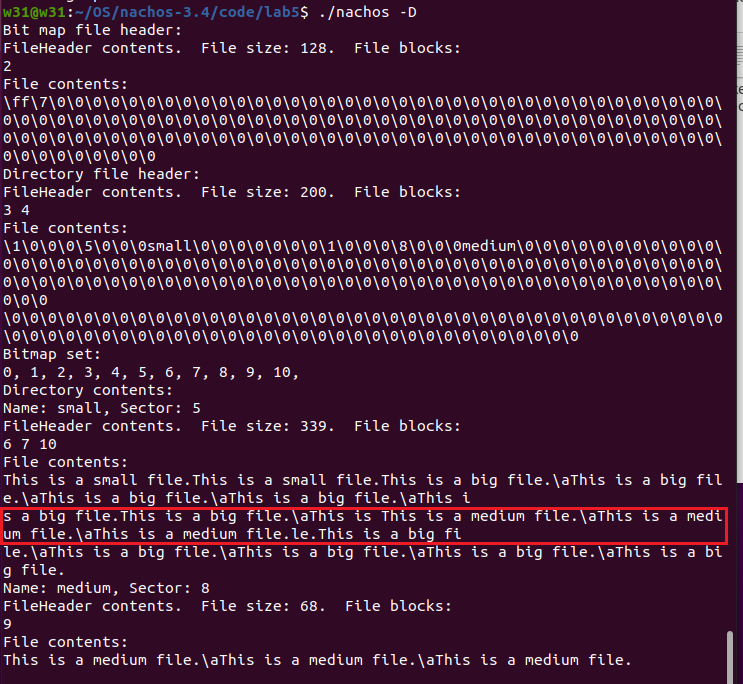 w31@w31:~/OS/nachos-3.4/code/lab5$ ./nachos -D
Bit map file header:
FileHeader contents.  File size: 128.  File blocks:
2
File contents:
\ff\7\0\0\0\0\0\0\0\0\0\0\0\0\0\0\0\0\0\0\0\0\0\0\0\0\0\0\0\0\0\0\0\0\0\0\0\0\0\
0\0\0\0\0\0\0\0\0\0\0\0\0\0\0\0\0\0\0\0\0\0\0\0\0\0\0\0\0\0\0\0\0\0\0\0\0\0\0\0\
0\0\0\0\0\0\0\0\0\0\0\0\0\0\0\0\0\0\0\0\0\0\0\0\0\0\0\0\0\0\0\0\0\0\0\0\0\0\0\0\
0\0\0\0\0\0\0\0\0
Directory file header:
FileHeader contents.  File size: 200.  File blocks:
3 4
File contents:
\1\0\0\0\5\0\0\0small\0\0\0\0\0\0\0\1\0\0\0\8\0\0\0medium\0\0\0\0\0\0\0\0\0\0\0\
0\0\0\0\0\0\0\0\0\0\0\0\0\0\0\0\0\0\0\0\0\0\0\0\0\0\0\0\0\0\0\0\0\0\0\0\0\0\0\0\
0\0\0\0\0\0\0\0\0\0\0\0\0\0\0\0\0\0\0\0\0\0\0\0\0\0\0\0\0\0\0\0\0\0\0\0\0\0\0\0\
0\0\0
\0\0\0\0\0\0\0\0\0\0\0\0\0\0\0\0\0\0\0\0\0\0\0\0\0\0\0\0\0\0\0\0\0\0\0\0\0\0\0\0
\0\0\0\0\0\0\0\0\0\0\0\0\0\0\0\0\0\0\0\0\0\0\0\0\0\0\0\0\0\0\0\0
Bitmap set:
0, 1, 2, 3, 4, 5, 6, 7, 8, 9, 10,
Directory contents:
Name: small, Sector: 5
FileHeader contents.  File size: 339.  File blocks:
6 7 10
File contents:
This is a small file.This is a small file.This is a big file.\aThis is a big fil
e.\aThis is a big file.\aThis is a big file.\aThis i
s a big file.This is a big file.\aThis is This is a medium file.\aThis is a medi
um file.\aThis is a medium file.le.This is a big fi
le.\aThis is a big file.\aThis is a big file.\aThis is a big file.\aThis is a bi
g file.
Name: medium, Sector: 8
FileHeader contents.  File size: 68.  File blocks:
9
File contents:
This is a medium file.\aThis is a medium file.\aThis is a medium file.